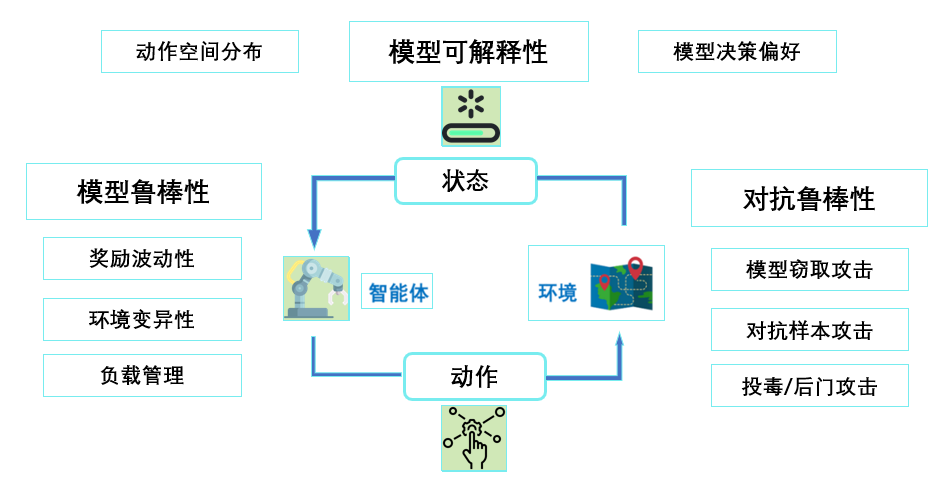 动作空间分布
模型可解释性
模型决策偏好
状态
模型鲁棒性
奖励波动性
环境变异性
负载管理
智能体
环境
动作
对抗鲁棒性
模型窃取攻击
对抗样本攻击
投毒/后门攻击